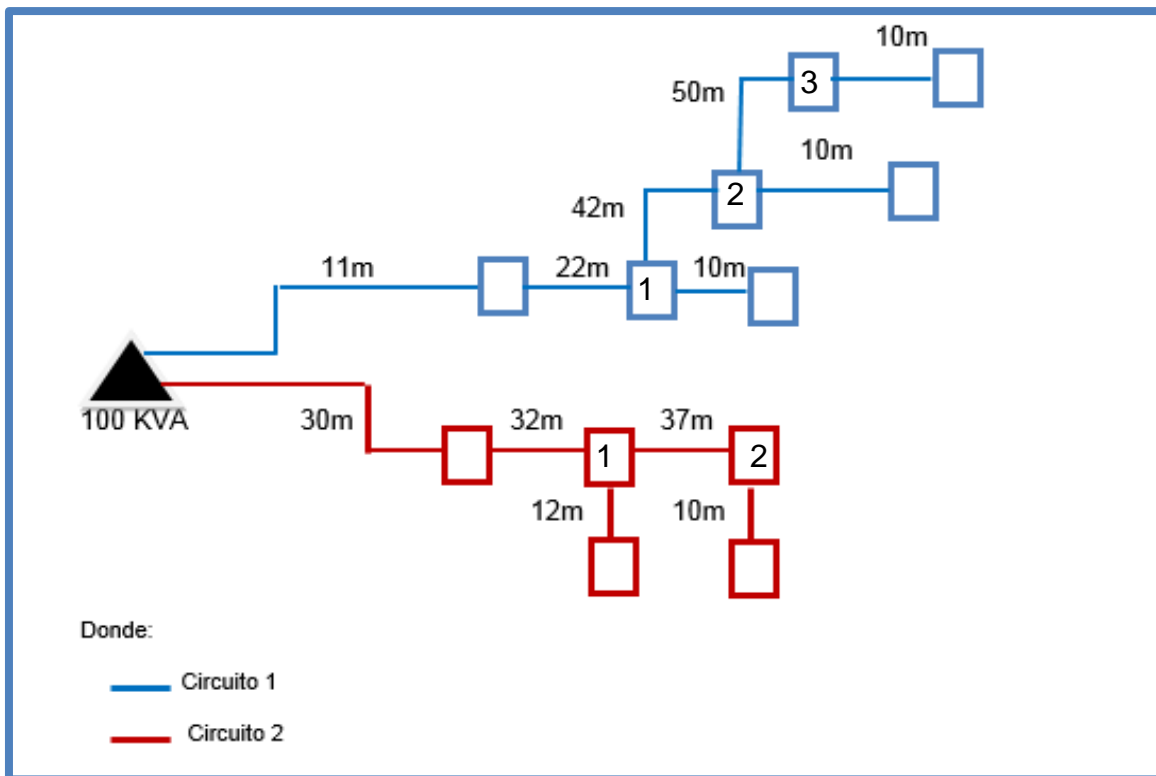 10m
3
50m
10m
2
42m
11m
22m
10m
1
100 KVA
30m
32m
37m
1
2
12m
10m
Donde:
Circuito 1
Circuito 2